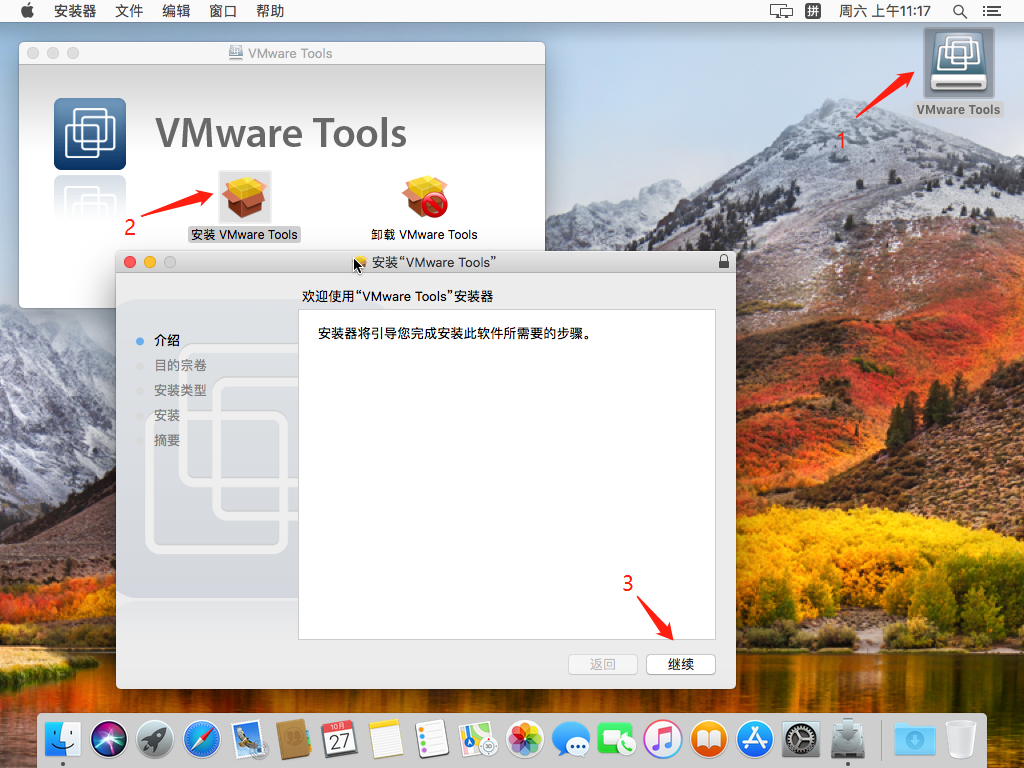 安装器 文件 编辑 窗口 帮助 拼 周六 上午11:17
VMware Tools
VMware Tools
1
VMware Tools
2
安装 VMware Tools
卸载 VMware Tools
安装“VMware Tools”
欢迎使用“VMware Tools”安装器
安装器将引导您完成安装此软件所需要的步骤。
介绍
目的宗卷
安装类型
安装
摘要
3
返回
继续
10月
27